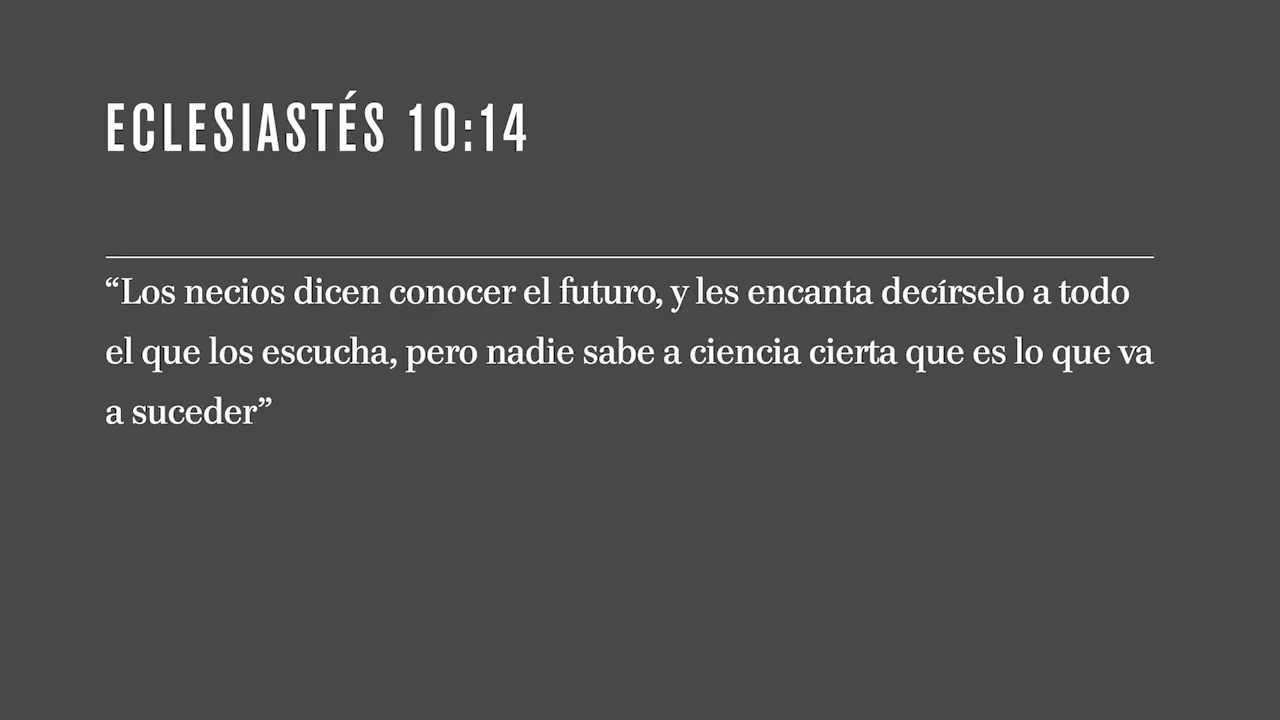 ECLESIASTÉS 10:14
“Los necios dicen conocer el futuro, y les encanta decírselo a todo
el que los escucha, pero nadie sabe a ciencia cierta que es lo que va
a suceder”